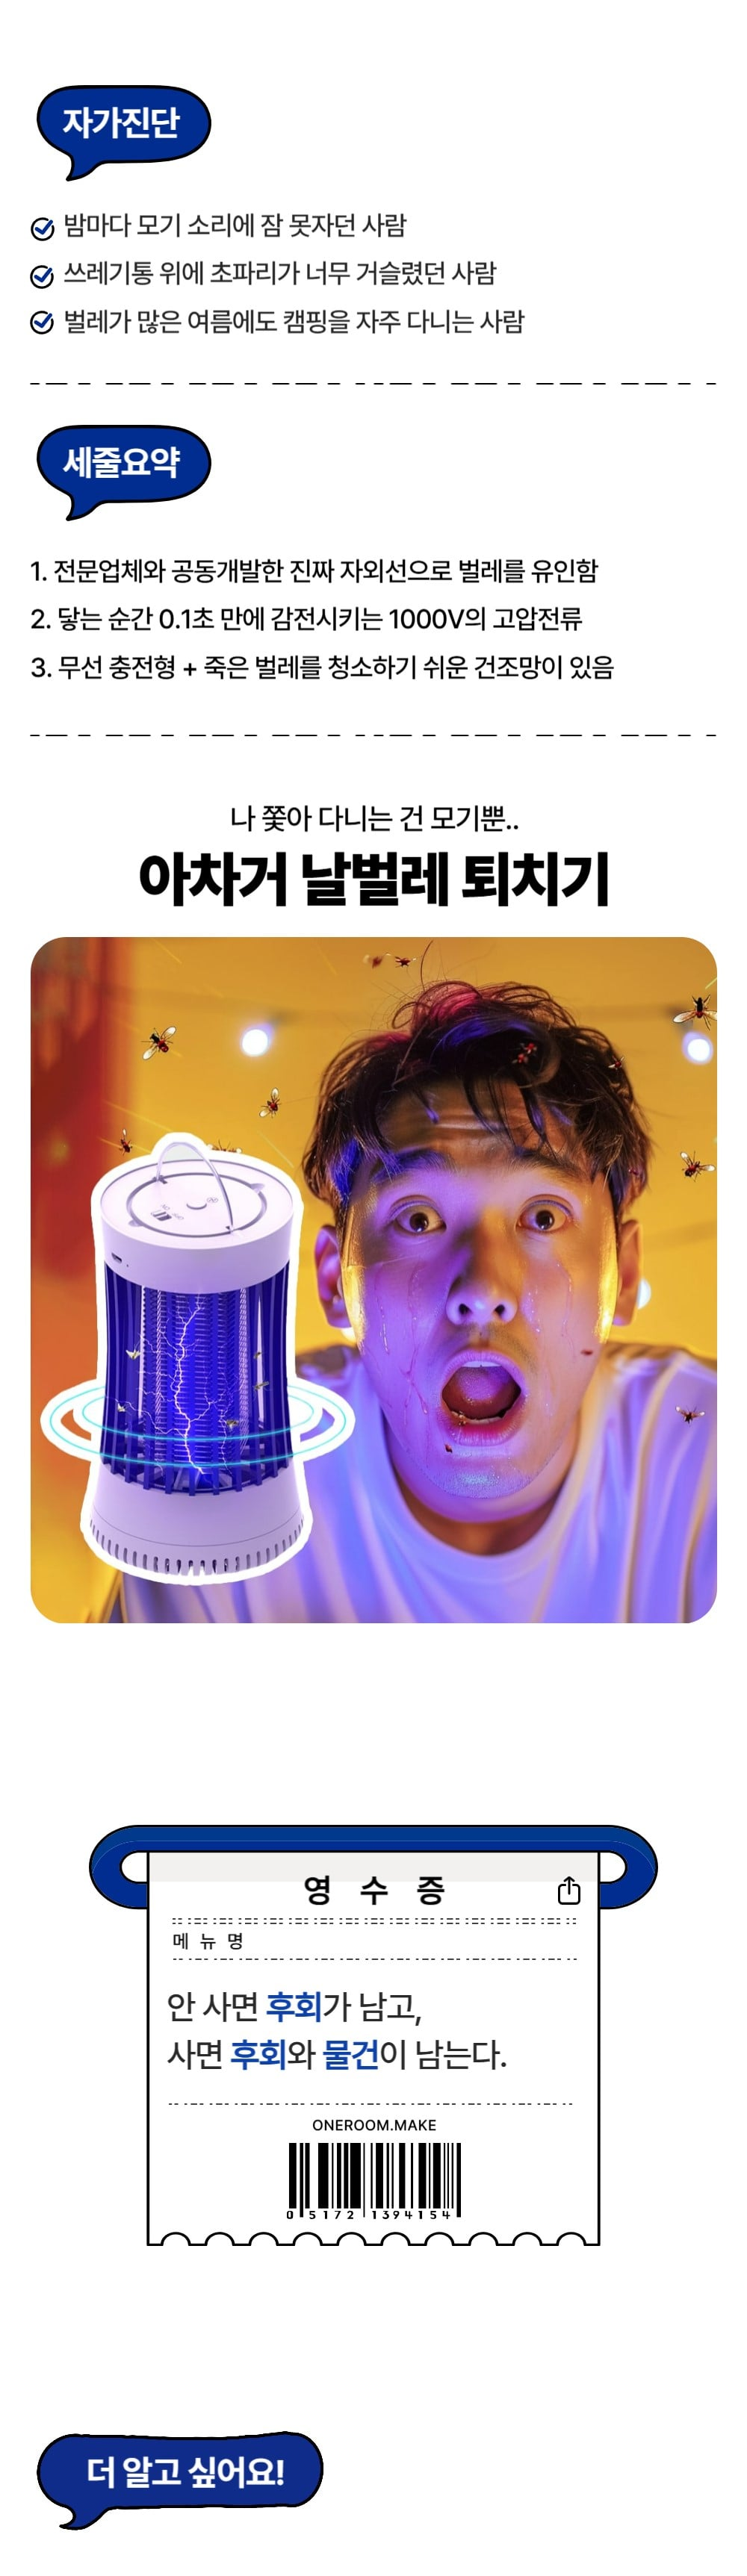 자가진단
밤마다 모기 소리에 잠 못자던 사람
쓰레기통 위에 초파리가 너무 거슬렸던 사람
벌레가 많은 여름에도 캠핑을 자주 다니는 사람
세줄요약
1. 전문업체와 공동개발한 진짜 자외선으로 벌레를 유인함
2. 닿는 순간 0.1초 만에 감전시키는 1000V의 고압전류
3. 무선 충전형 + 죽은 벌레를 청소하기 쉬운 건조망이 있음
나 쫓아 다니는 건 모기뿐..
아차거 날벌레 퇴치기
영 수 증
메 뉴 명
안 사면 후회가 남고,
사면 후회와 물건이 남는다.
ONEROOM.MAKE
0 5172 1394154
더 알고 싶어요!